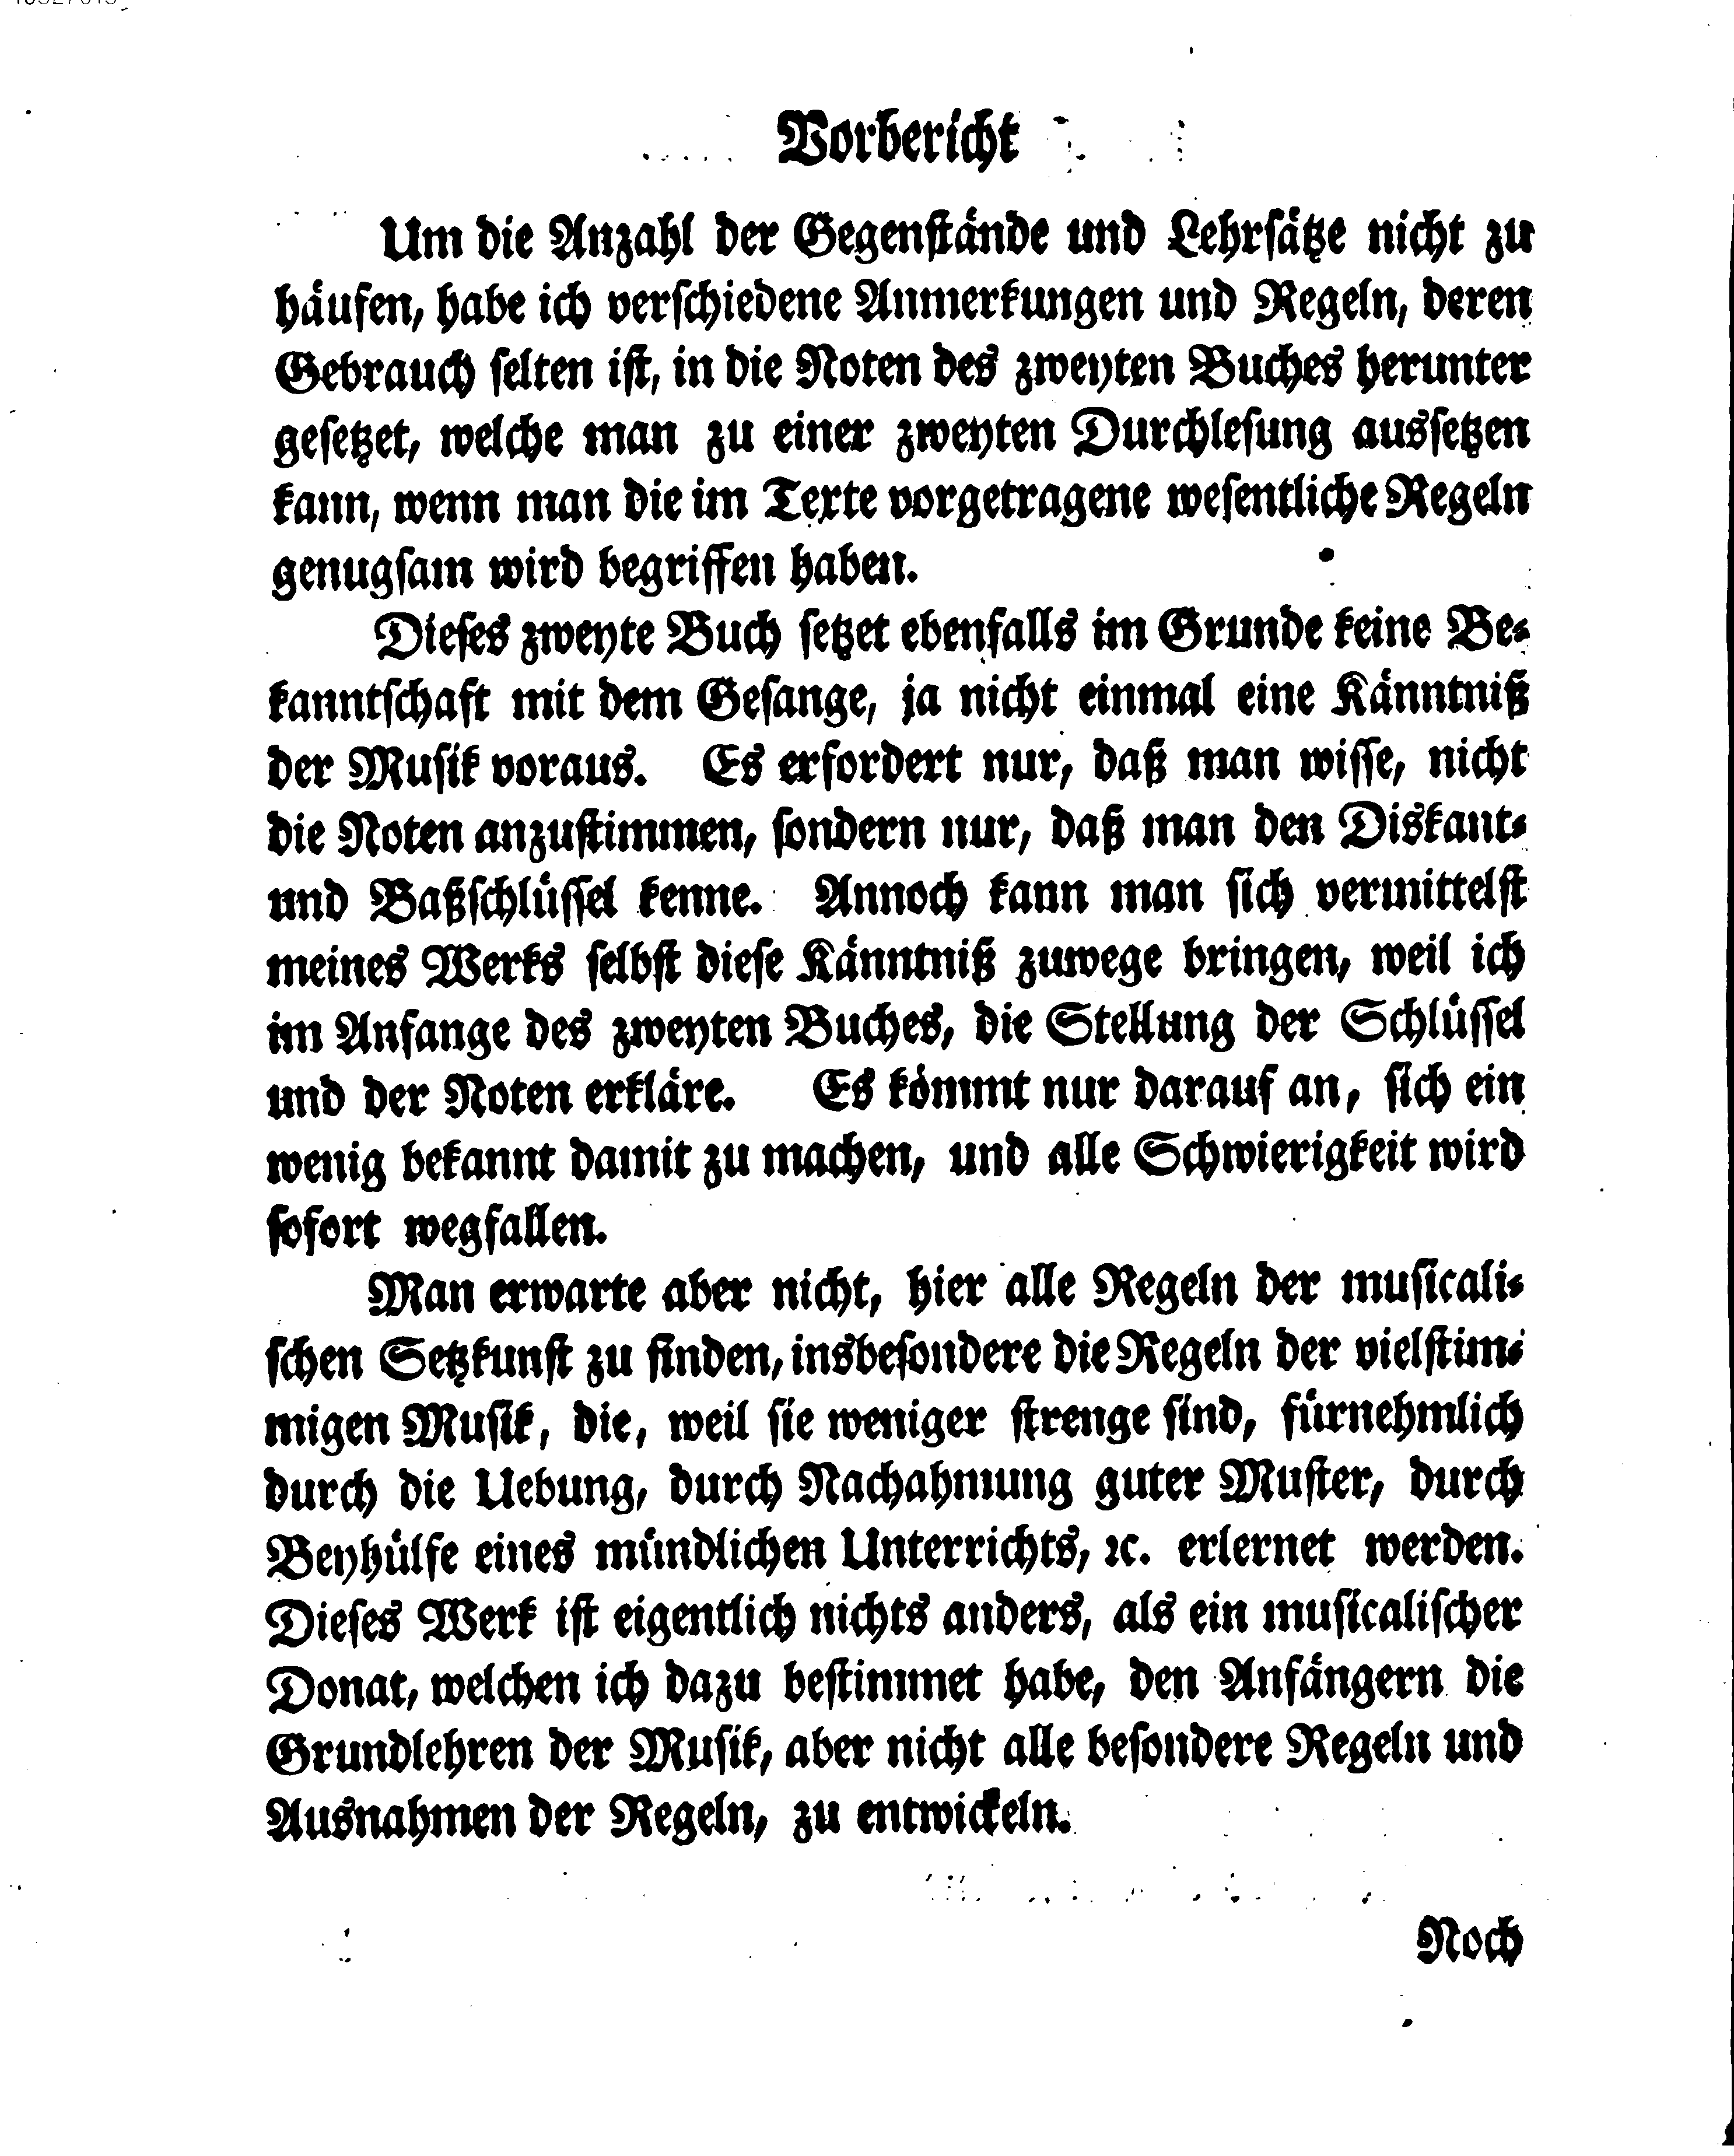 Vorbericht
Um die Anzahl der Gegenstände und Lehrsätze nicht zu
häufen, habe ich verschiedene Anmerkungen und Regeln, deren
Gebrauch selten ist, in die Noten des zweyten Buches herunter
gesetzet, welche man zu einer zweyten Durchlesung aussetzen
kann, wenn man die im Texte vorgetragene wesentliche Regeln
genugsam wird begriffen haben.
Dieses zweyte Buch setzet ebenfalls im Grunde keine Be-
kanntschaft mit dem Gesange, ja nicht einmal eine Känntniß
der Musik voraus. Es erfordert nur, daß man wisse, nicht
die Noten anzustimmen, sondern nur, daß man den Diskant-
und Baßschlüssel kenne. Annoch kann man sich vermittelst
meines Werks selbst diese Känntniß zuwege bringen, weil ich
im Anfange des zweyten Buches, die Stellung der Schlüssel
und der Noten erkläre. Es kömmt nur darauf an, sich ein
wenig bekannt damit zu machen, und alle Schwierigkeit wird
sofort wegfallen.
Man erwarte aber nicht, hier alle Regeln der musicali-
schen Setzkunst zu finden, insbesondere die Regeln der vielstim-
migen Musik, die, weil sie weniger strenge sind, fürnehmlich
durch die Uebung, durch Nachahmung guter Muster, durch
Beyhülfe eines mündlichen Unterrichts, ꝛc. erlernet werden.
Dieses Werk ist eigentlich nichts anders, als ein musicalischer
Donat, welchen ich dazu bestimmet habe, den Anfängern die
Grundlehren der Musik, aber nicht alle besondere Regeln und
Ausnahmen der Regeln, zu entwickeln.
Noch